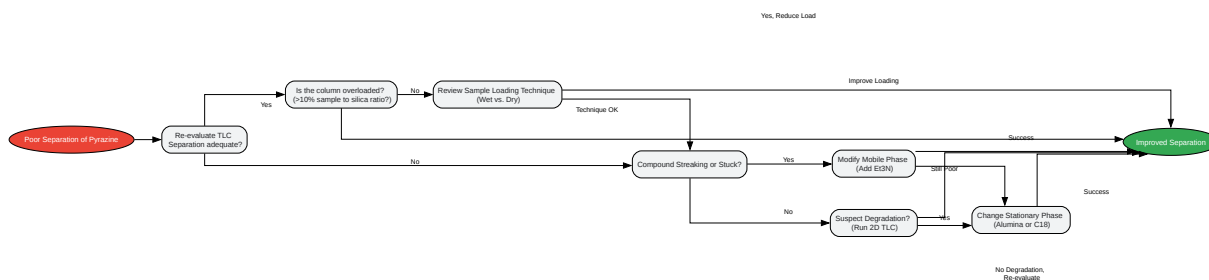 Yes, Reduce Load
Is the column overloaded?
(>10% sample to silica ratio?)
No
Review Sample Loading Technique
(Wet vs. Dry)
Improve Loading
Yes
Technique OK
Poor Separation of Pyrazine
Re-evaluate TLC
Separation adequate?
Success
Improved Separation
No
Compound Streaking or Stuck?
Yes
Modify Mobile Phase
(Add Et3N)
Still Poor
Success
No
Suspect Degradation?
(Run 2D TLC)
Yes
Change Stationary Phase
(Alumina or C18)
No Degradation,
Re-evaluate